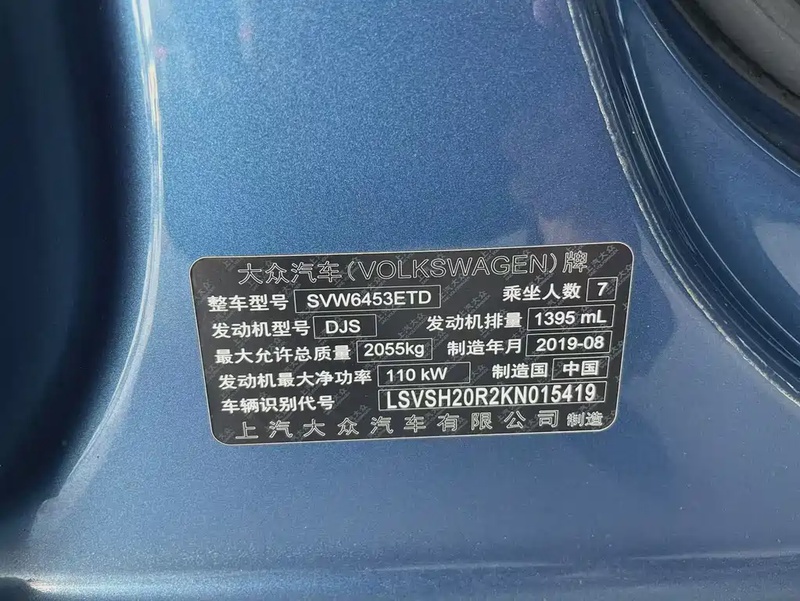 大众汽车(VOLKSWAGEN)牌
整车型号 SVW6453ETD 乘坐人数 7
发动机型号 DJS 发动机排量 1395 mL
最大允许总质量 2055kg 制造年月 2019-08
发动机最大净功率 110 kW 制造国 中国
车辆识别代号 LSVSH20R2KN015419
上汽大众汽车有限公司 制造